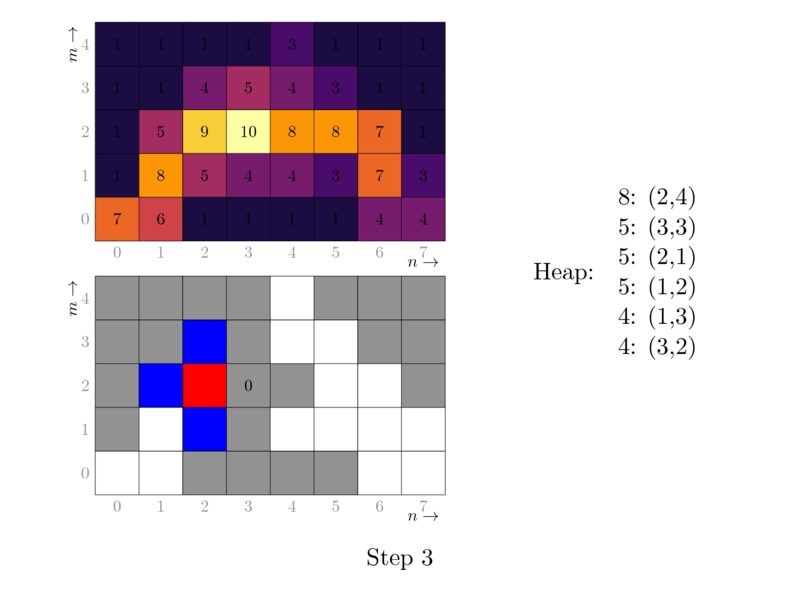 m →
4 1 1 1 1 3 1 1 1
3 1 1 4 5 4 3 1 1
2 1 5 9 10 8 8 7 1
1 1 8 5 4 4 3 7 3
0 7 6 1 1 1 1 4 4
0 1 2 3 4 5 6 7
n →
m →
4
3
2 0
1
0
0 1 2 3 4 5 6 7
n →
Heap:
8: (2,4)
5: (3,3)
5: (2,1)
5: (1,2)
4: (1,3)
4: (3,2)
Step 3